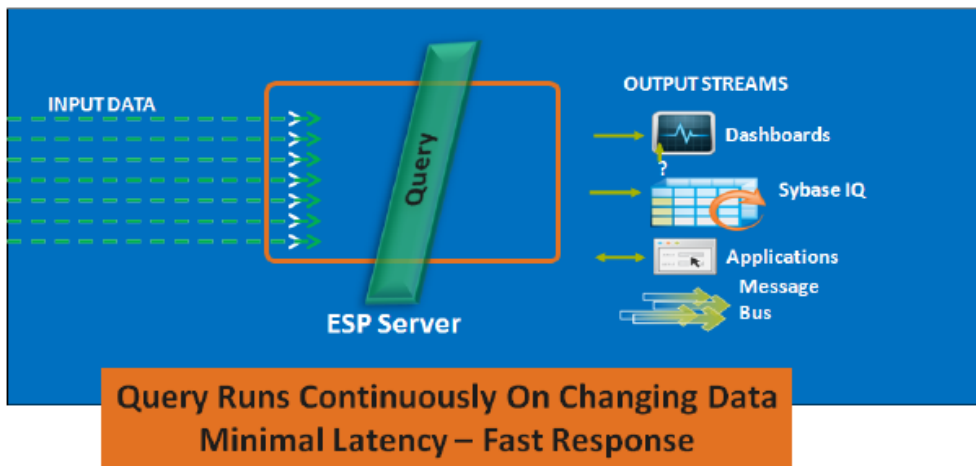 INPUT DATA
Query
ESP Server
OUTPUT STREAMS
Dashboards
?
Sybase IQ
Applications
Message
Bus
Query Runs Continuously On Changing Data
Minimal Latency – Fast Response